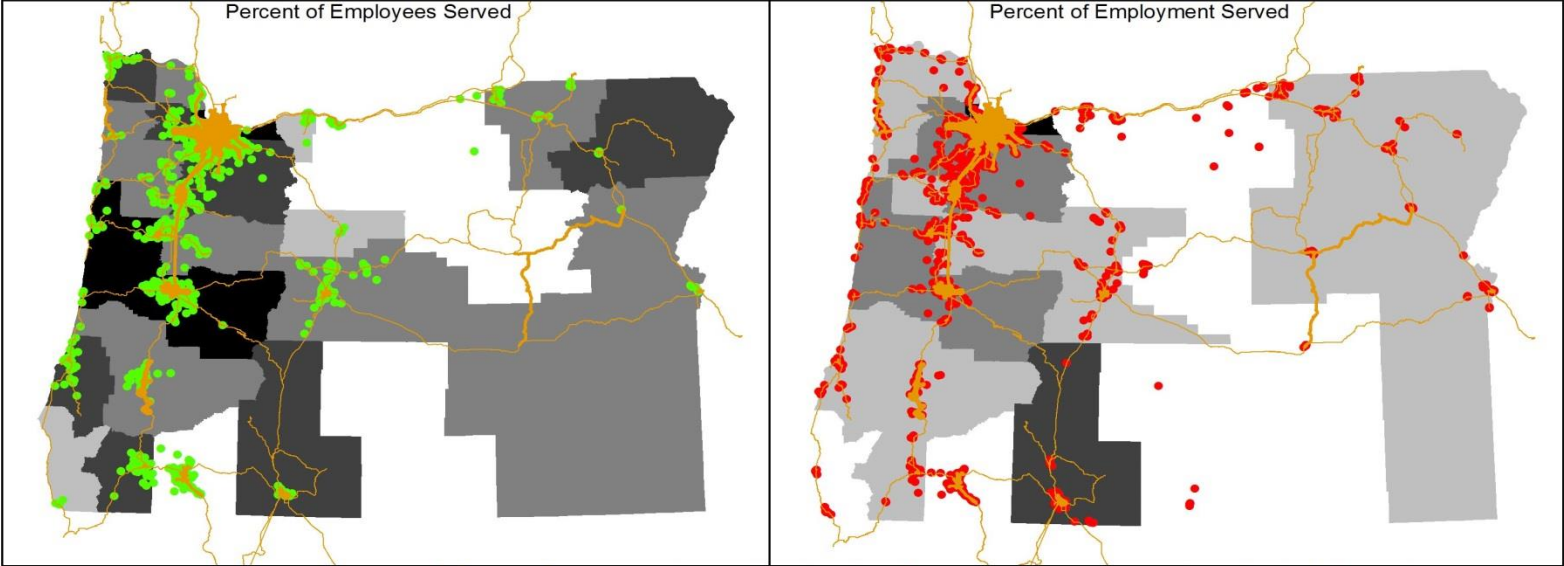 Percent of Employees Served
Percent of Employment Served